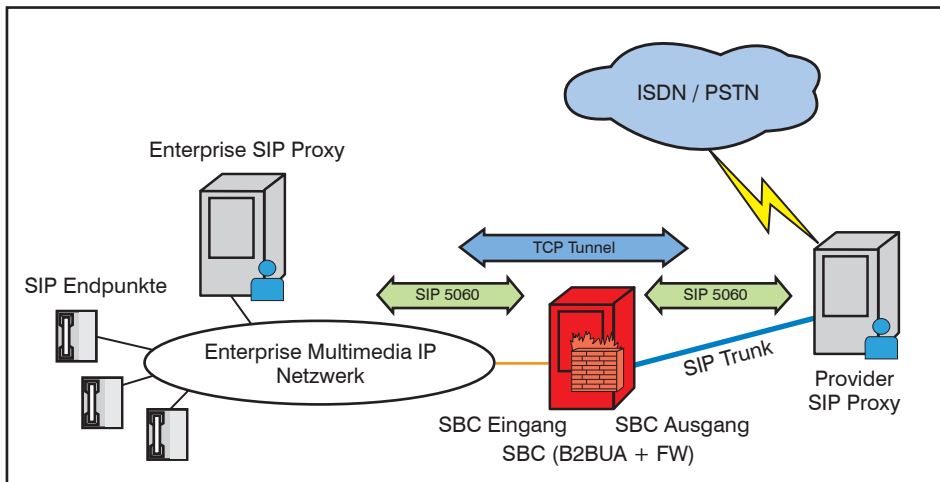 ISDN / PSTN
Enterprise SIP Proxy
TCP Tunnel
SIP Endpunkte
SIP 5060
SIP 5060
Enterprise Multimedia IP
Netzwerk
SIP Trunk
Provider
SIP Proxy
SBC Eingang
SBC Ausgang
SBC (B2BUA + FW)